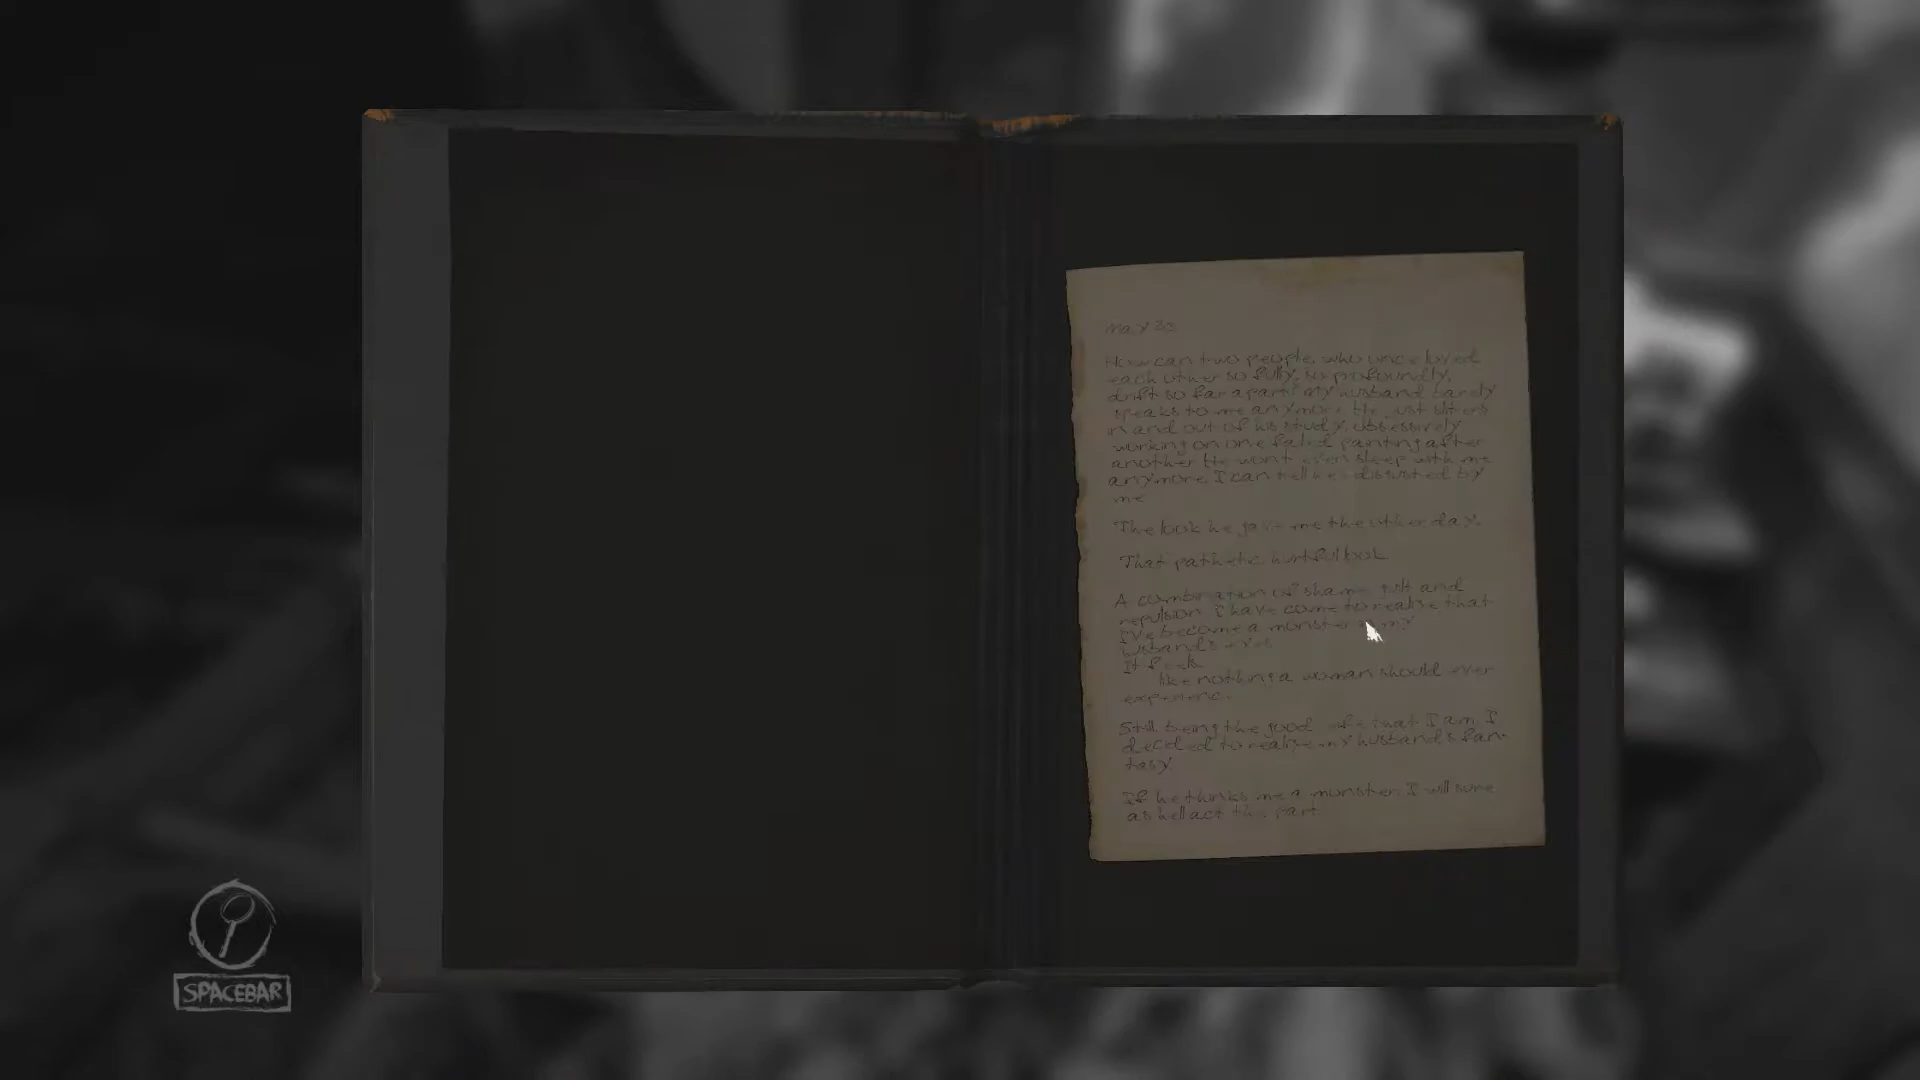 May 23
How can two people, who once loved
each other so fully, so profoundly,
drift so far apart? My husband barely
speaks to me anymore. He just slithers
in and out of his study, obsessively
working on one failed painting after
another. He won't even sleep with me
anymore. I can tell he's disgusted by
me
The look he gave me the other day.
That pathetic hurtful look
A combination of shame, guilt and
repulsion. I have come to realise that
I've become a monster in my
husband's eyes
It feels
like nothing a woman should ever
experience.
Still being the good wife that I am I
decided to realise my husband's fan-
tasy.
If he thinks me a monster, I will sure
as hell act the part
SPACEBAR